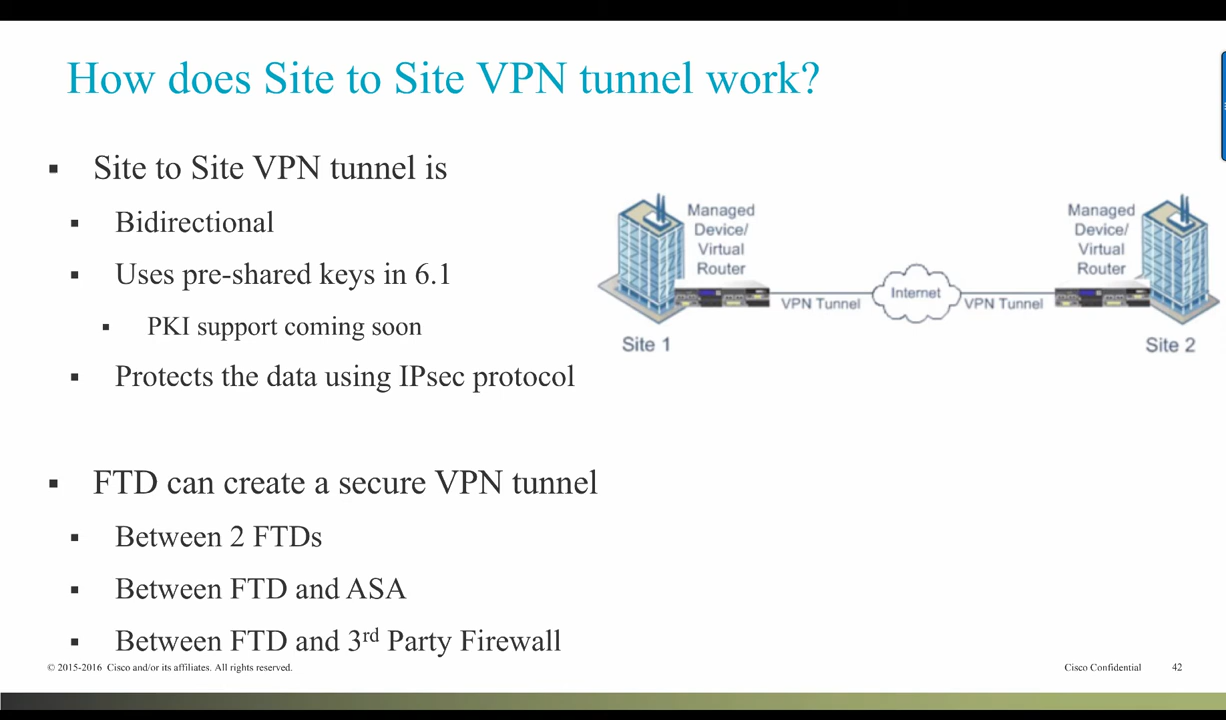 How does Site to Site VPN tunnel work?
▪ Site to Site VPN tunnel is
▪ Bidirectional
▪ Uses pre-shared keys in 6.1
▪ PKI support coming soon
▪ Protects the data using IPsec protocol
▪ FTD can create a secure VPN tunnel
▪ Between 2 FTDs
▪ Between FTD and ASA
▪ Between FTD and 3rd Party Firewall
Managed
Device/
Virtual
Router
VPN Tunnel
Site 1
Internet
VPN Tunnel
Managed
Device/
Virtual
Router
Site 2
© 2015-2016 Cisco and/or its affiliates. All rights reserved.
Cisco Confidential
42